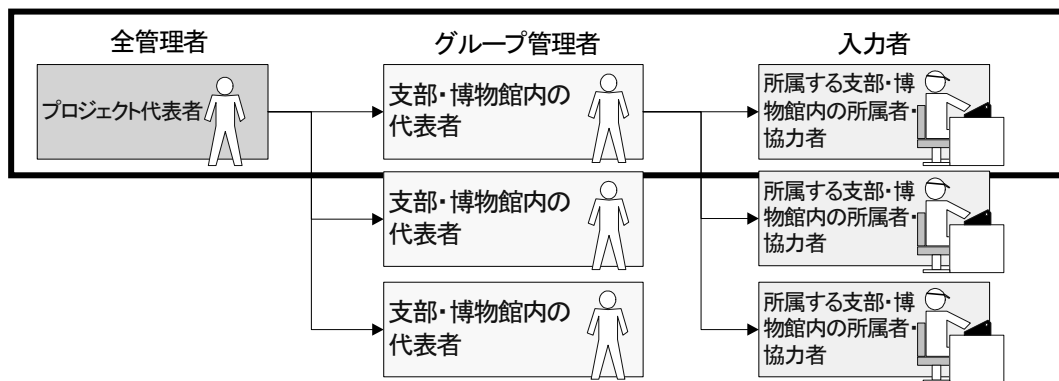 全管理者
グループ管理者
入力者
プロジェクト代表者
支部・博物館内の
代表者
所属する支部・博
物館内の所属者・
協力者
支部・博物館内の
代表者
所属する支部・博
物館内の所属者・
協力者
支部・博物館内の
代表者
所属する支部・博
物館内の所属者・
協力者